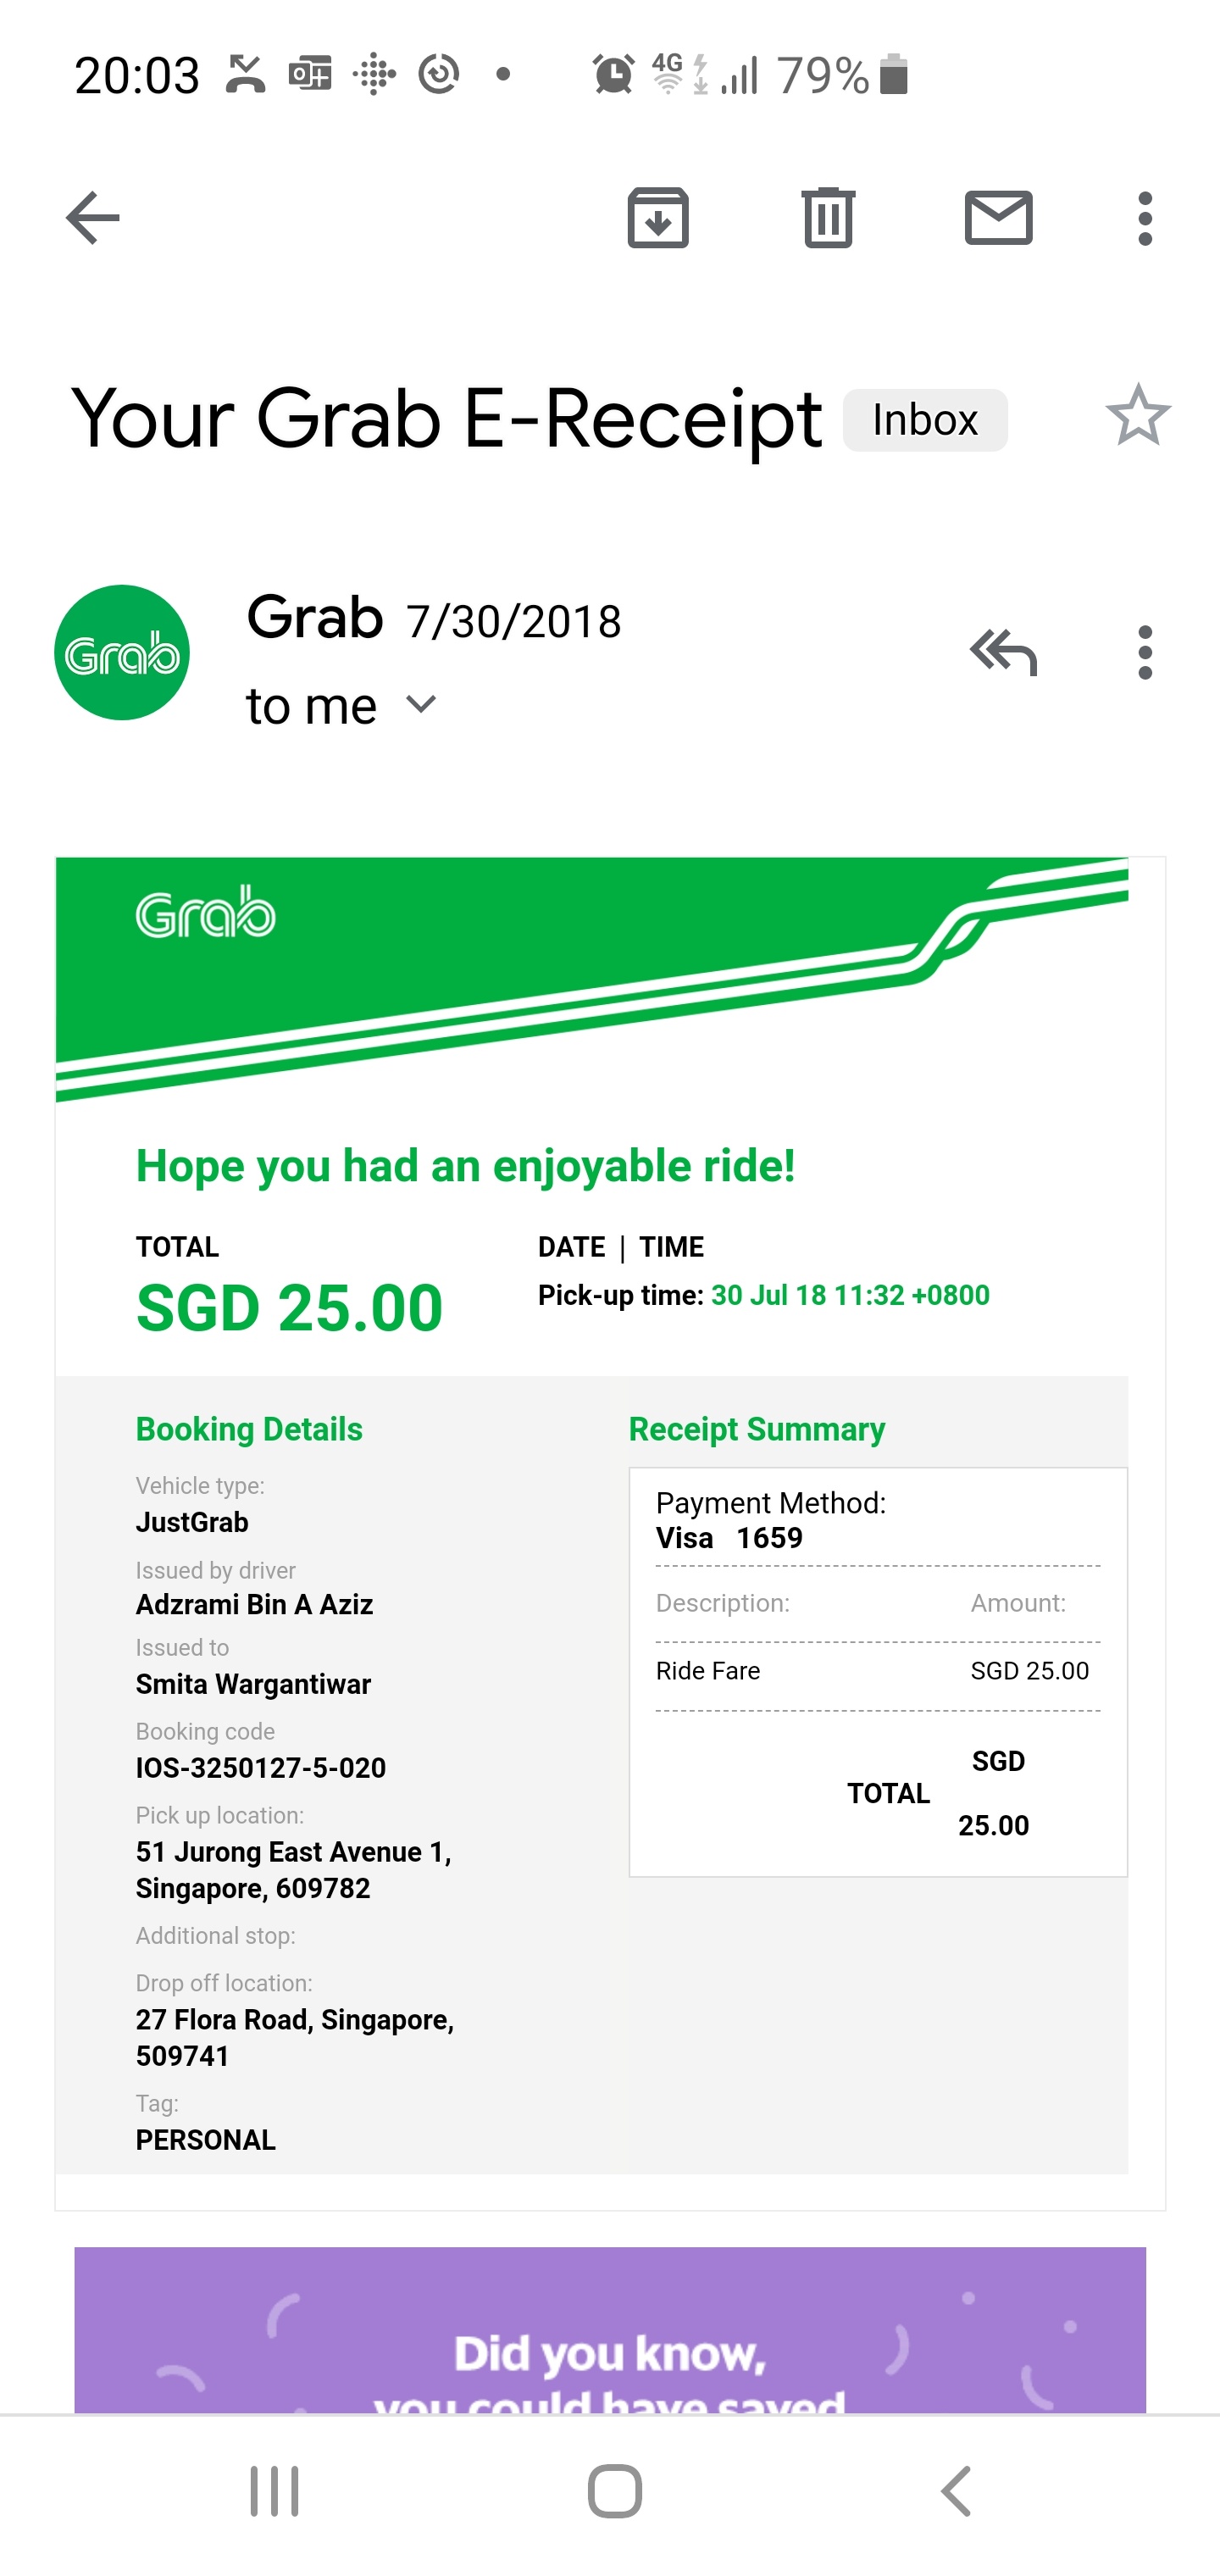 20:03 4G 79%
Your Grab E-Receipt Inbox
Grab
Grab 7/30/2018
to me
Grab
Hope you had an enjoyable ride!
TOTAL
SGD 25.00
DATE | TIME
Pick-up time: 30 Jul 18 11:32 +0800
Booking Details
Vehicle type:
JustGrab
Issued by driver
Adzrami Bin A Aziz
Issued to
Smita Wargantiwar
Booking code
IOS-3250127-5-020
Pick up location:
51 Jurong East Avenue 1,
Singapore, 609782
Additional stop:
Drop off location:
27 Flora Road, Singapore,
509741
Tag:
PERSONAL
Receipt Summary
Payment Method:
Visa 1659
Description: Amount:
Ride Fare SGD 25.00
TOTAL SGD
25.00
Did you know,
you could have saved